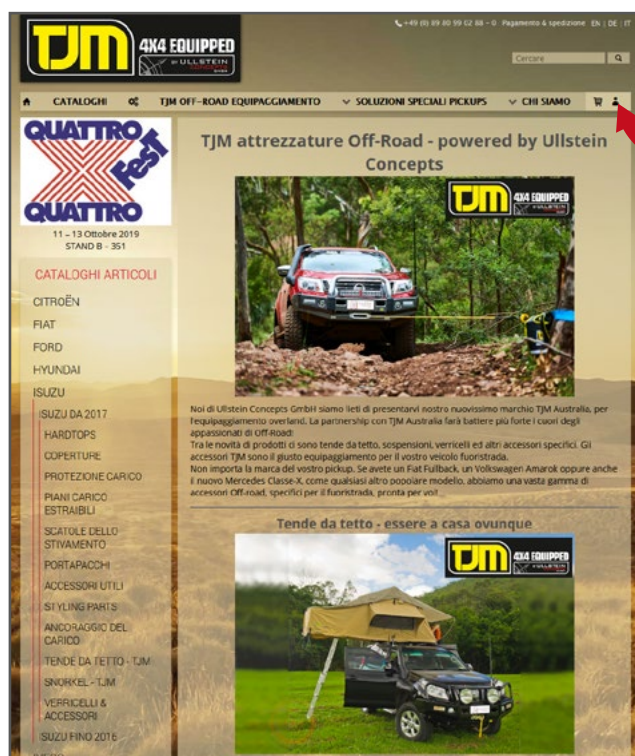 TJM 4X4 EQUIPPED
BY ULLSTEIN
CONCEPTS
+49 (0) 89 80 99 02 88 - 0 Pagamento & spedizione EN | DE | IT
Cercare
CATALOGHI TJM OFF-ROAD EQUIPAGGIAMENTO SOLUZIONI SPECIALI PICKUPS CHI SIAMO
QUATTRO
X
FEST
QUATTRO
11 – 13 Ottobre 2019
STAND B - 351
CATALOGHI ARTICOLI
CITROËN
FIAT
FORD
HYUNDAI
ISUZU
ISUZU DA 2017
HARDTOPS
COPERTURE
PROTEZIONE CARICO
PIANI CARICO
ESTRAIBILI
SCATOLE DELLO
STIVAMENTO
PORTAPACCHI
ACCESSORI UTILI
STYLING PARTS
ANCORAGGIO DEL
CARICO
TENDE DA TETTO - TJM
SNORKEL - TJM
VERRICELLI &
ACCESSORI
ISUZU FINO 2016
TJM attrezzature Off-Road - powered by Ullstein
Concepts
TJM 4X4 EQUIPPED
Noi di Ullstein Concepts GmbH siamo lieti di presentarvi nostro nuovissimo marchio TJM Australia, per
l'equipaggiamento overland. La partnership con TJM Australia farà battere più forte i cuori degli
appassionati di Off-Road:
Tra le novità di prodotti ci sono tende da tetto, sospensioni, verricelli ed altri accessori specifici. Gli
accessori TJM sono il giusto equipaggiamento per il vostro veicolo fuoristrada.
Non importa la marca del vostro pickup. Se avete un Fiat Fullback, un Volkswagen Amarok oppure anche
il nuovo Mercedes Classe-X, come qualsiasi altro popolare modello, abbiamo una vasta gamma di
accessori Off-road, specifici per il fuoristrada, pronta per voi!
Tende da tetto - essere a casa ovunque
TJM 4X4 EQUIPPED